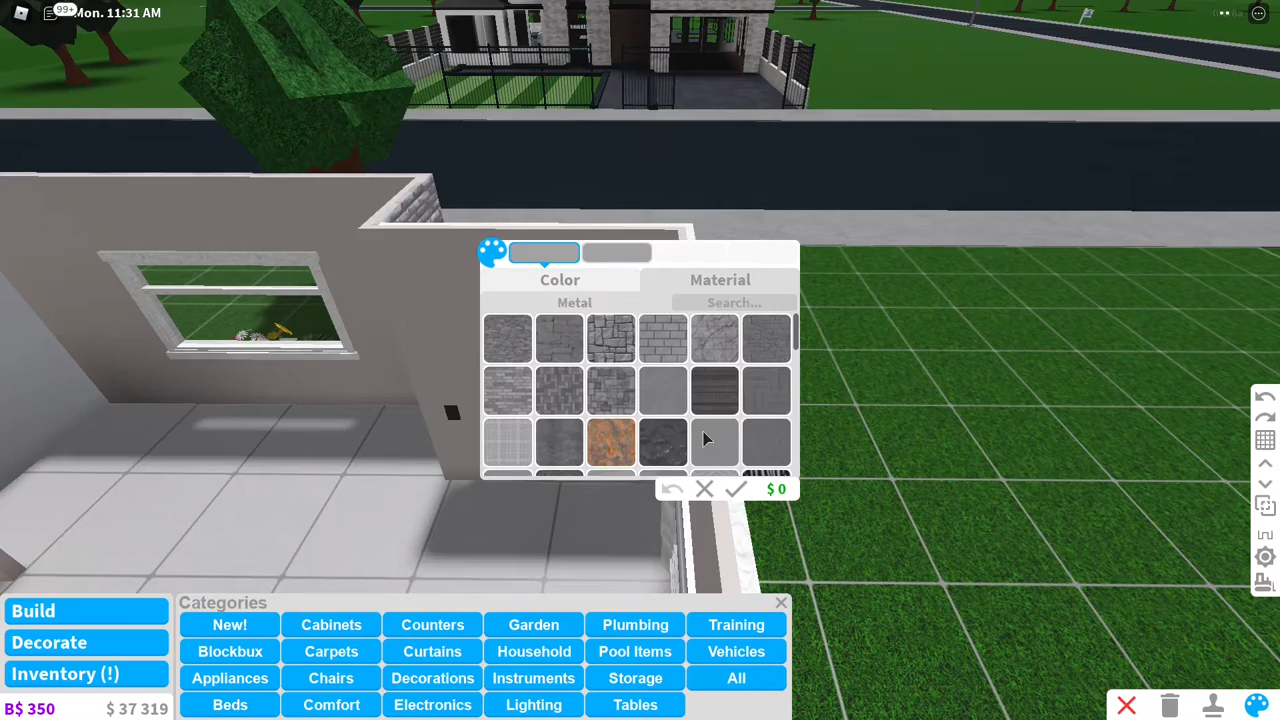 99+
Mon. 11:31 AM
Color
Material
Metal
Search...
$ 0
Build
Decorate
Inventory (!)
B$ 350
$ 37 319
Categories
New!
Cabinets
Counters
Garden
Plumbing
Training
Blockbux
Carpets
Curtains
Household
Pool Items
Vehicles
Appliances
Chairs
Decorations
Instruments
Storage
All
Beds
Comfort
Electronics
Lighting
Tables